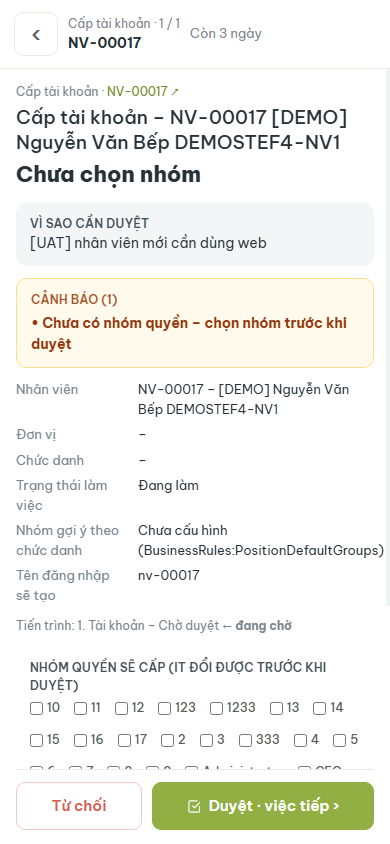 Cấp tài khoản · 1 / 1
NV-00017
Còn 3 ngày
Cấp tài khoản · NV-00017 ↗
Cấp tài khoản – NV-00017 [DEMO]
Nguyễn Văn Bếp DEMOSTEF4-NV1
Chưa chọn nhóm
VÌ SAO CẦN DUYỆT
[UAT] nhân viên mới cần dùng web
CẢNH BÁO (1)
• Chưa có nhóm quyền – chọn nhóm trước khi
duyệt
Nhân viên NV-00017 – [DEMO] Nguyễn Văn
Bếp DEMOSTEF4-NV1
Đơn vị –
Chức danh –
Trạng thái làm Đang làm
việc
Nhóm gợi ý theo Chưa cấu hình
chức danh (BusinessRules:PositionDefaultGroups)
Tên đăng nhập nv-00017
sẽ tạo
Tiến trình: 1. Tài khoản – Chờ duyệt ← đang chờ
NHÓM QUYỀN SẼ CẤP (IT ĐỔI ĐƯỢC TRƯỚC KHI
DUYỆT)
10 11 12 123 1233 13 14
15 16 17 2 3 333 4 5
Từ chối
Duyệt · việc tiếp ›